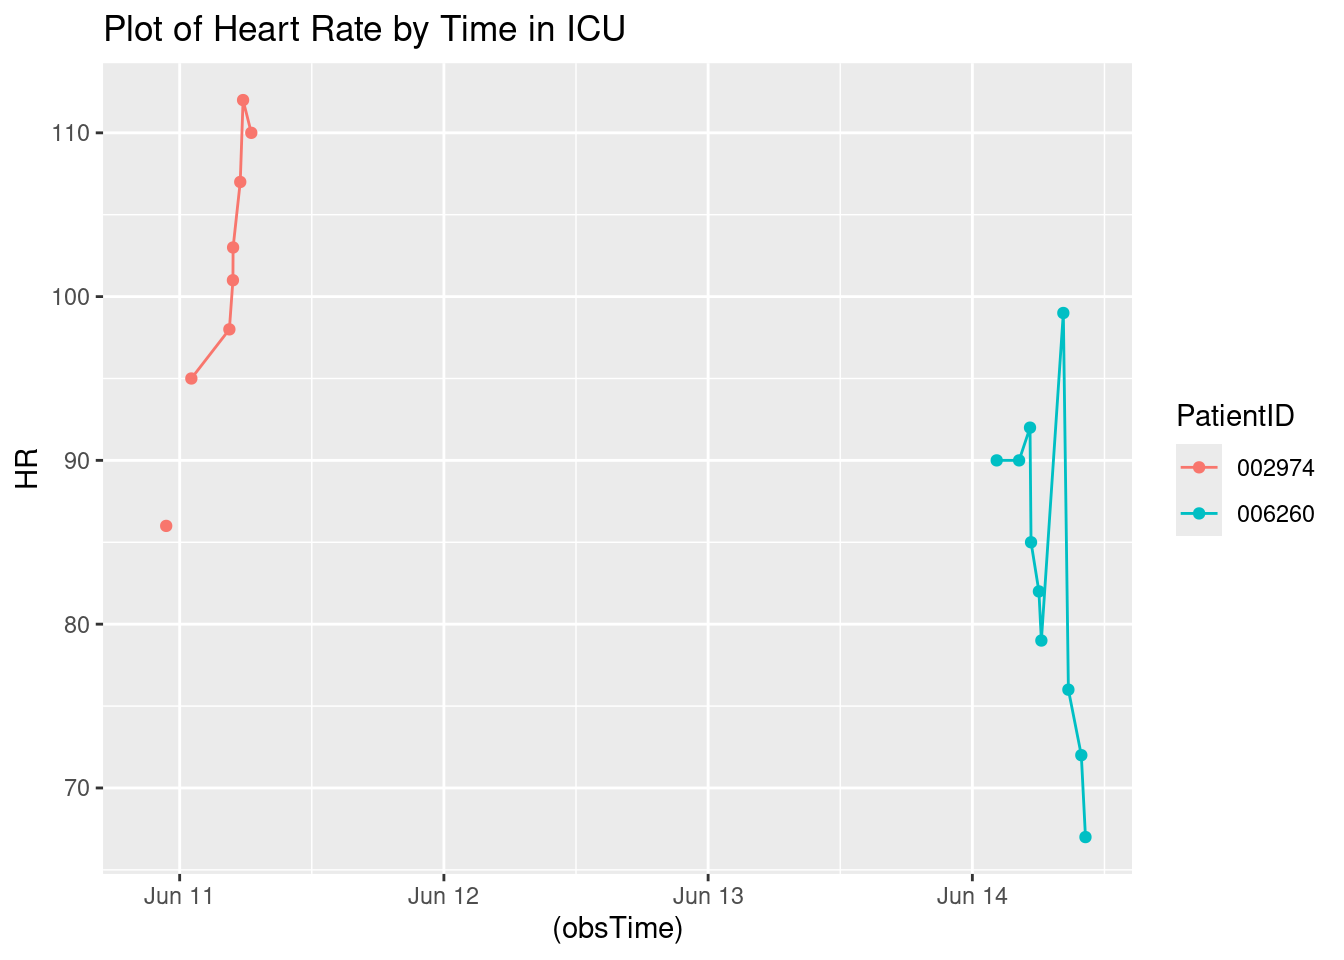 Plot of Heart Rate by Time in ICU
110
100
90
80
70
HR
Jun 11
Jun 12
Jun 13
Jun 14
(obsTime)
PatientID
002974
006260